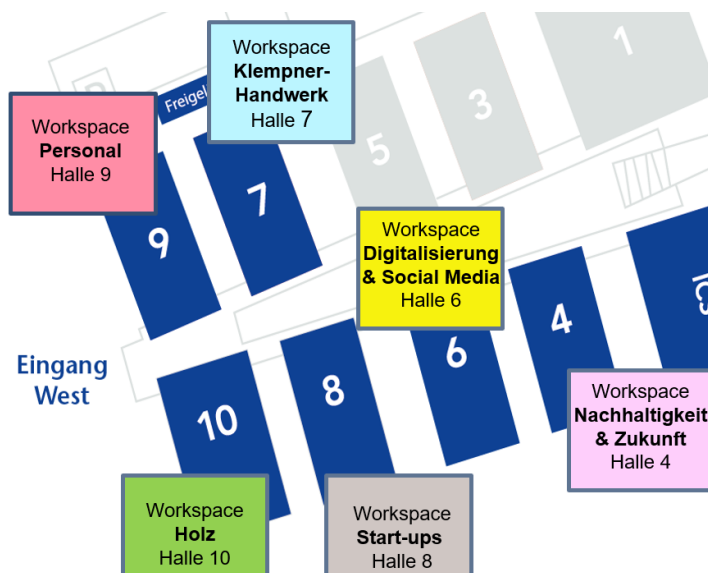 Workspace
Klempner-
Handwerk
Halle 7
1
Freigel
3
Workspace
Personal
Halle 9
5
7
9
Workspace
Digitalisierung
& Social Media
Halle 6
4
6
Eingang
West
8
10
Workspace
Nachhaltigkeit
& Zukunft
Halle 4
Workspace
Holz
Halle 10
Workspace
Start-ups
Halle 8